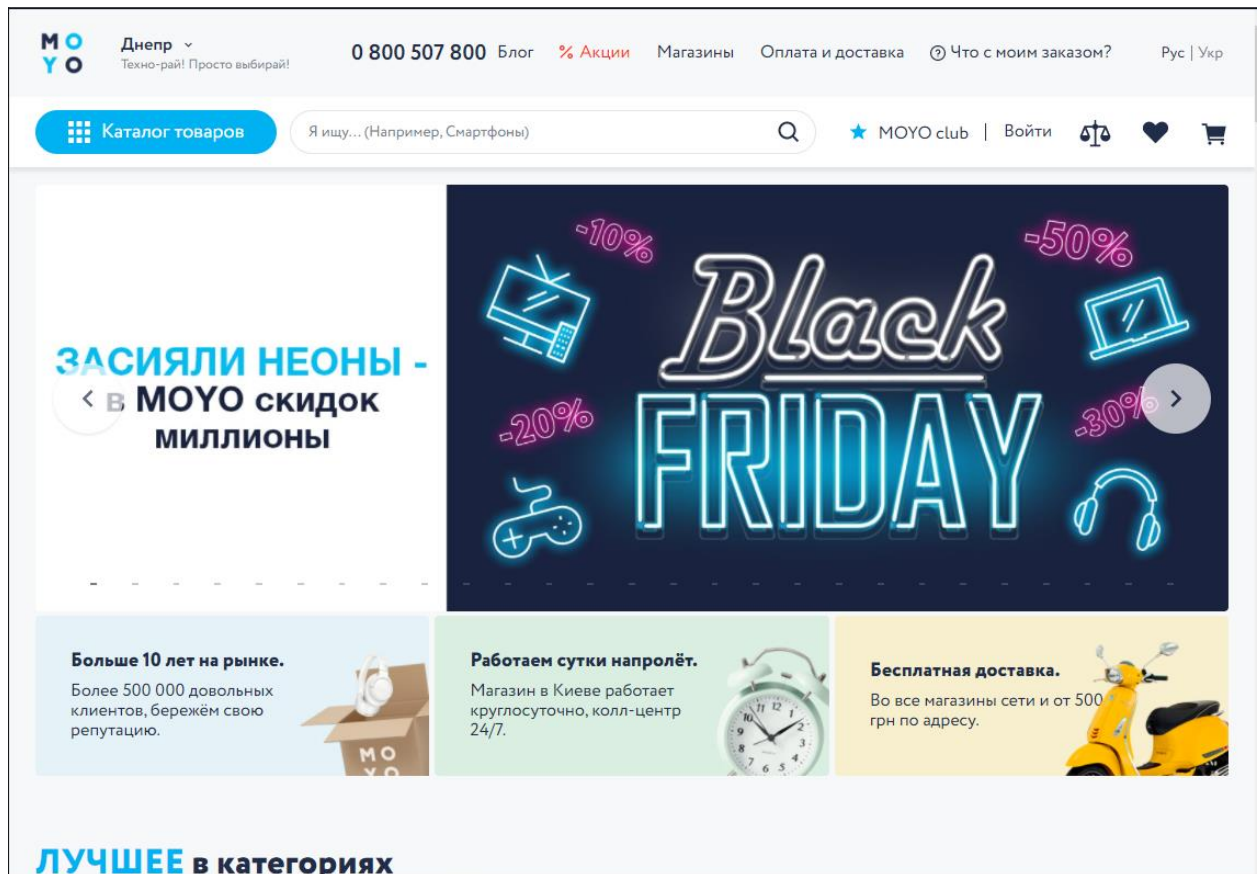 MO
YO
Днепр
Техно-рай! Просто выбирай!
0 800 507 800 Блог % Акции Магазины Оплата и доставка ? Что с моим заказом? Рус | Укр
Каталог товаров
Я ищу... (Например, Смартфоны)
MOYO club | Войти
ЗАСИЯЛИ НЕОНЫ -
в MOYO скидок
миллионы
-10%
-50%
Black
FRIDAY
-20%
-30%
Больше 10 лет на рынке.
Более 500 000 довольных
клиентов, бережём свою
репутацию.
MO
YO
Работаем сутки напролёт.
Магазин в Киеве работает
круглосуточно, колл-центр
24/7.
Бесплатная доставка.
Во все магазины сети и от 500
грн по адресу.
ЛУЧШЕЕ в категориях